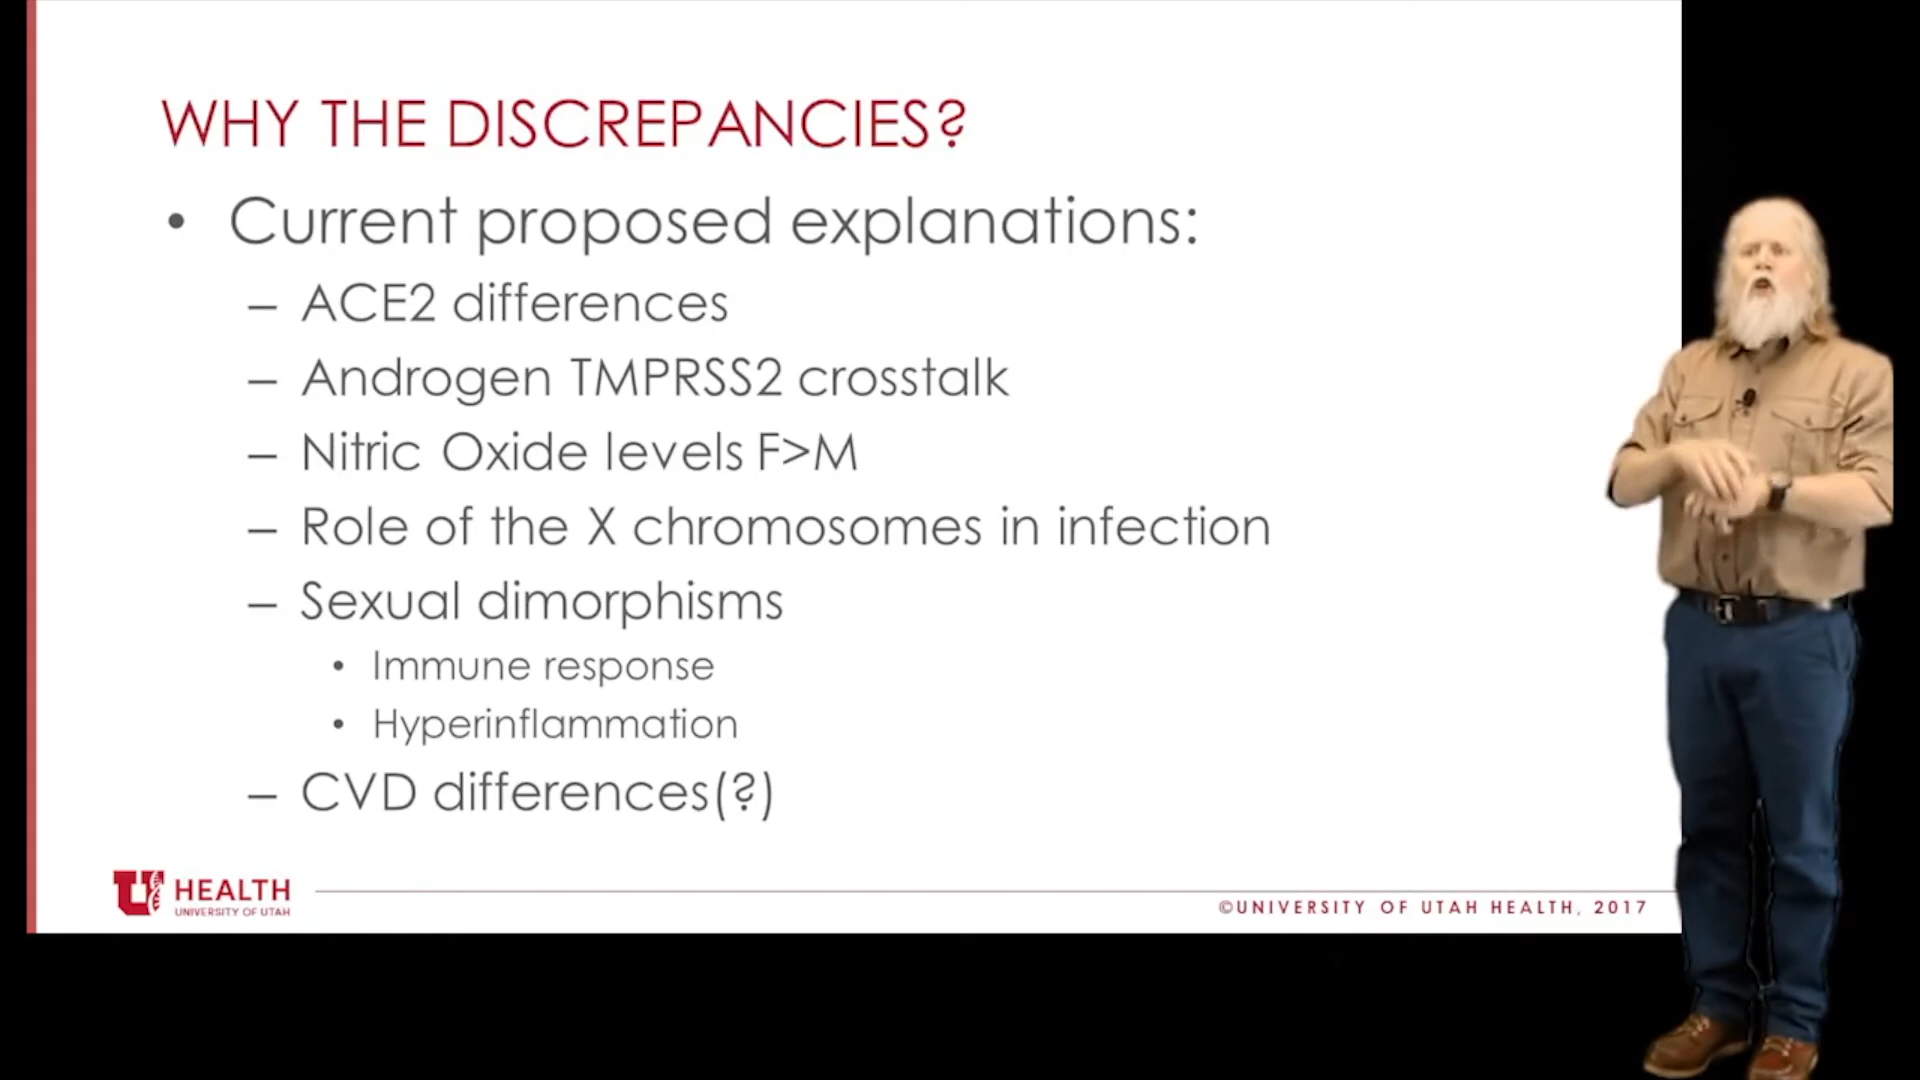 WHY THE DISCREPANCIES?
• Current proposed explanations:
– ACE2 differences
– Androgen TMPRSS2 crosstalk
– Nitric Oxide levels F>M
– Role of the X chromosomes in infection
– Sexual dimorphisms
• Immune response
• Hyperinflammation
– CVD differences(?)
U HEALTH
UNIVERSITY OF UTAH
©UNIVERSITY OF UTAH HEALTH, 2017